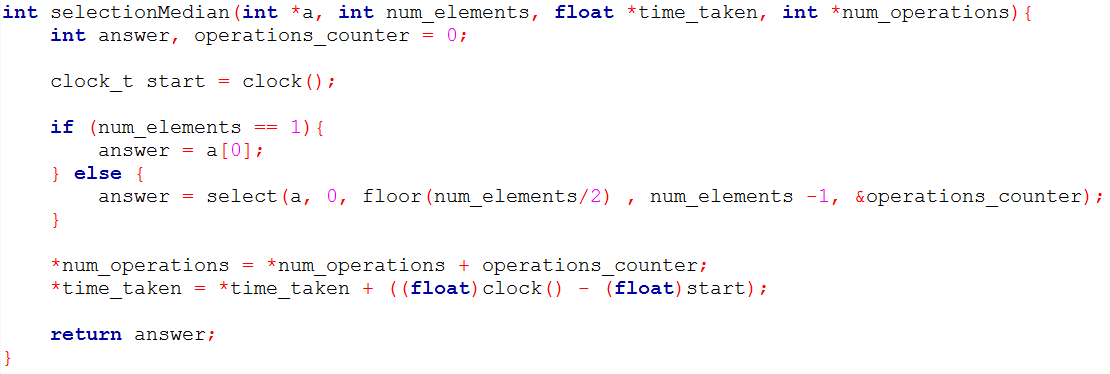 int selectionMedian(int *a, int num_elements, float *time_taken, int *num_operations){
    int answer, operations_counter = 0;

    clock_t start = clock();

    if (num_elements == 1){
        answer = a[0];
    } else {
        answer = select(a, 0, floor(num_elements/2) , num_elements -1, &operations_counter);
    }

    *num_operations = *num_operations + operations_counter;
    *time_taken = *time_taken + ((float)clock() - (float)start);

    return answer;
}